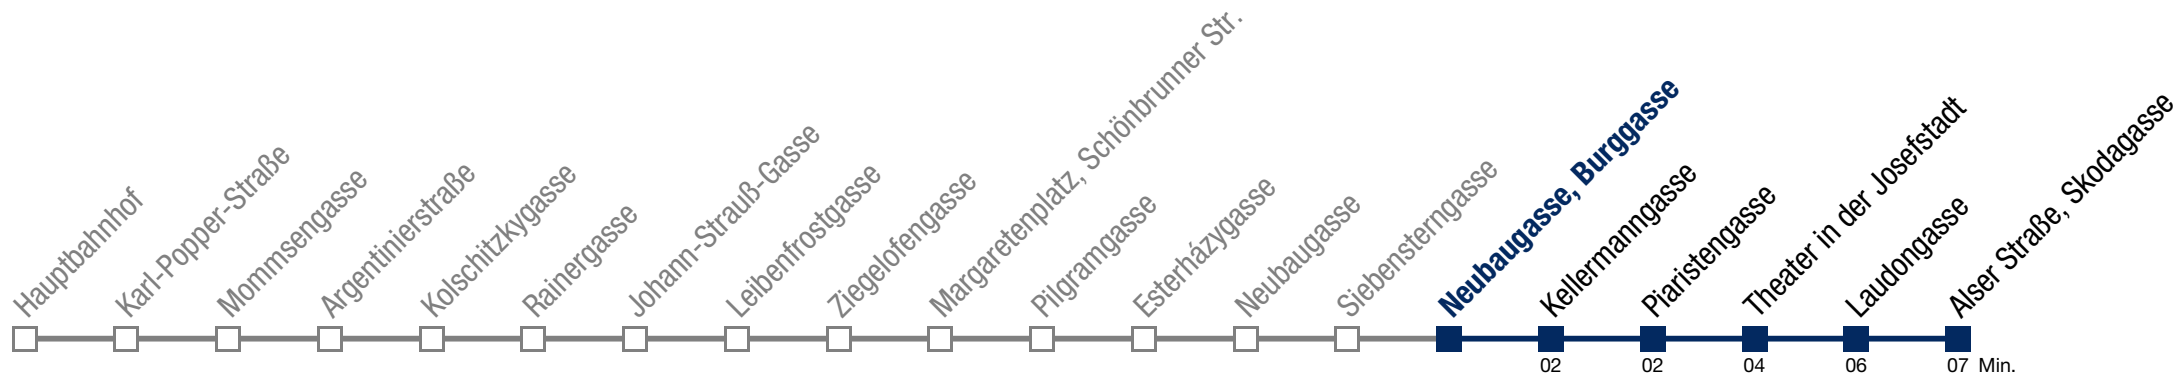 Hauptbahnhof
Karl-Popper-Straße
Mommsengasse
Argentinierstraße
Kolschitzkygasse
Rainergasse
Johann-Strauß-Gasse
Leibenfrostgasse
Ziegelofengasse
Margaretenplatz, Schönbrunner Str.
Pilgramgasse
Esterházygasse
Neubaugasse
Siebensterngasse
Neubaugasse, Burggasse
Kellermanngasse
Piaristengasse
Theater in der Josefstadt
Laudongasse
Alser Straße, Skodagasse
02 02 04 06 07 Min.